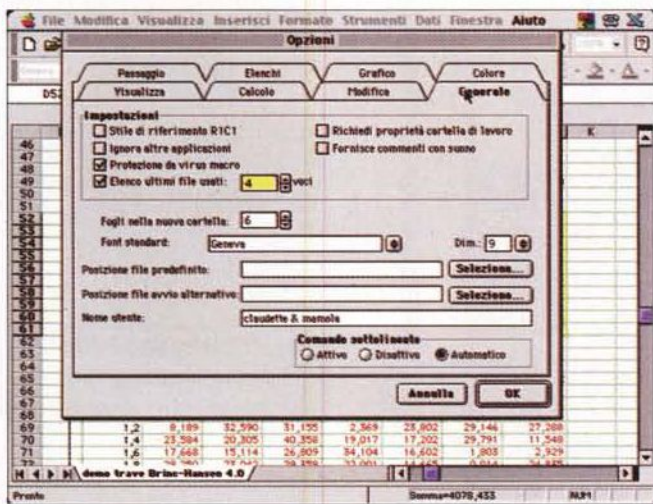 File Modifica Visualizza Inserisci Formato Strumenti Dati Finestra Aiuto
Opzioni
Passaggio Elenchi Grafico Colore
Visualizza Calcolo Modifica Generale
Impostazioni
Stile di riferimento R1C1 Richiedi proprietà cartella di lavoro
Ignora altre applicazioni Fornisce commenti con suono
Protezione da virus macro
Elenco ultimi file usati: 4 voci
Fogli nella nuova cartella: 6
Font standard: Geneva Dim.: 9
Posizione file predefinito: Seleziona...
Posizione file avvio alternativo: Seleziona...
Nome utente: claudette & mamola
Comando sottolineato
Attivo Disattivo Automatico
Annulla OK
D52
K
46
47
48
49
50
51
52
53
54
55
56
57
58
59
60
61
62
63
64
65
66
67
68
69 1,2 8,189 32,590 31,155 2,369 23,802 29,146 27,288
70 1,4 23,584 20,305 40,358 19,017 17,202 29,791 11,548
71 1,6 17,668 15,114 26,809 34,104 16,602 1,803 2,929
72 1,8
demo trave Brinc-Hansen 4.0
Pronto Somma=4078,433 NUM